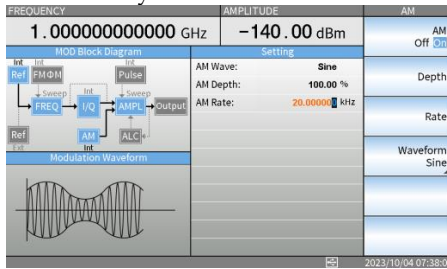 FREQUENCY
AMPLITUDE
AM
1.000000000000 GHz
-140.00 dBm
AM
Off On
MOD Block Diagram
Setting
Int
Int
Int
Ref
FMΦM
Pulse
Sweep
Int
Sweep
FREQ
I/Q
AMPL
Output
Ref
AM
ALC
Ext
Int
Modulation Waveform
AM Wave:
Sine
AM Depth:
100.00 %
AM Rate:
20.000000 kHz
Depth
Rate
Waveform
Sine
2023/10/04 07:38:0